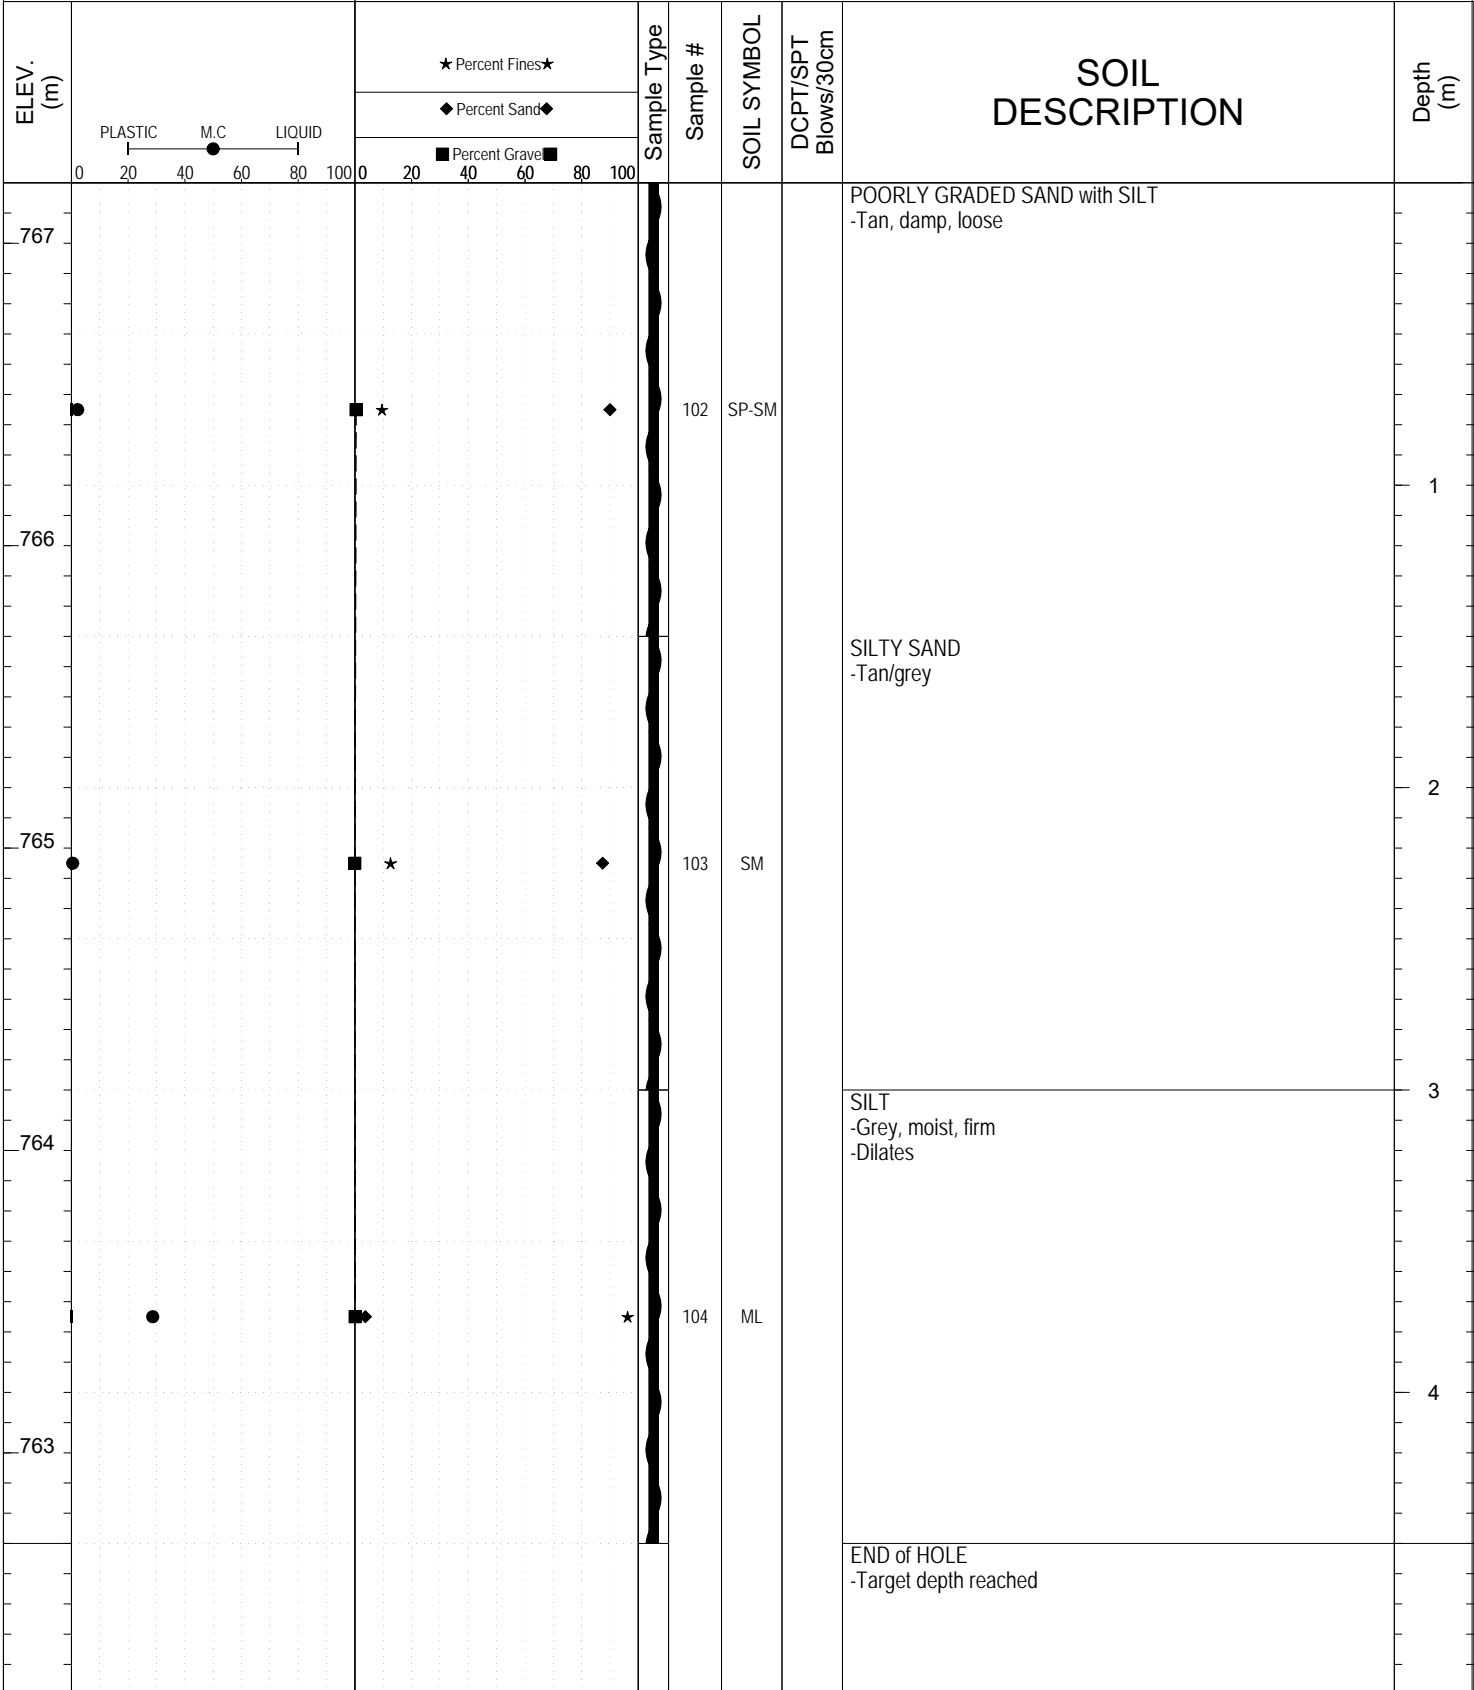 ELEV.
(m)
PLASTIC M.C LIQUID
0 20 40 60 80 100
Percent Fines
Percent Sand
Percent Gravel
0 20 40 60 80 100
Sample Type
Sample #
SOIL SYMBOL
DCPT/SPT
Blows/30cm
SOIL
DESCRIPTION
Depth
(m)
POORLY GRADED SAND with SILT
-Tan, damp, loose
767
102 SP-SM
1
766
SILTY SAND
-Tan/grey
2
765
103 SM
3
SILT
-Grey, moist, firm
-Dilates
764
104 ML
4
763
END of HOLE
-Target depth reached